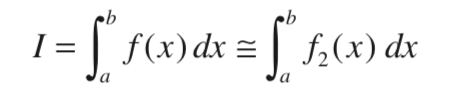 I = ∫_a^b f(x) dx ≅ ∫_a^b f₂(x) dx